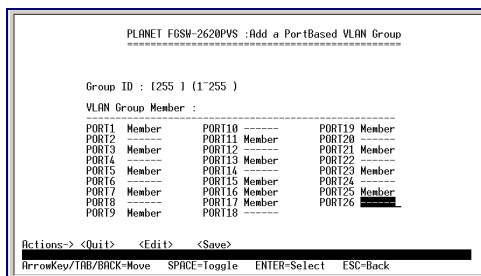 PLANET FGSW-2620PVS :Add a PortBased VLAN Group
===============================================
Group ID : [255 ] (1~255 )
VLAN Group Member :
-----------------------------------------------------
PORT1 Member PORT10 ------ PORT19 Member
PORT2 ------ PORT11 Member PORT20 ------
PORT3 Member PORT12 ------ PORT21 Member
PORT4 ------ PORT13 Member PORT22 ------
PORT5 Member PORT14 ------ PORT23 Member
PORT6 ------ PORT15 Member PORT24 ------
PORT7 Member PORT16 Member PORT25 Member
PORT8 ------ PORT17 Member PORT26 ------
PORT9 Member PORT18 ------
Actions-> <Quit> <Edit> <Save>
ArrowKey/TAB/BACK=Move SPACE=Toggle ENTER=Select ESC=Back